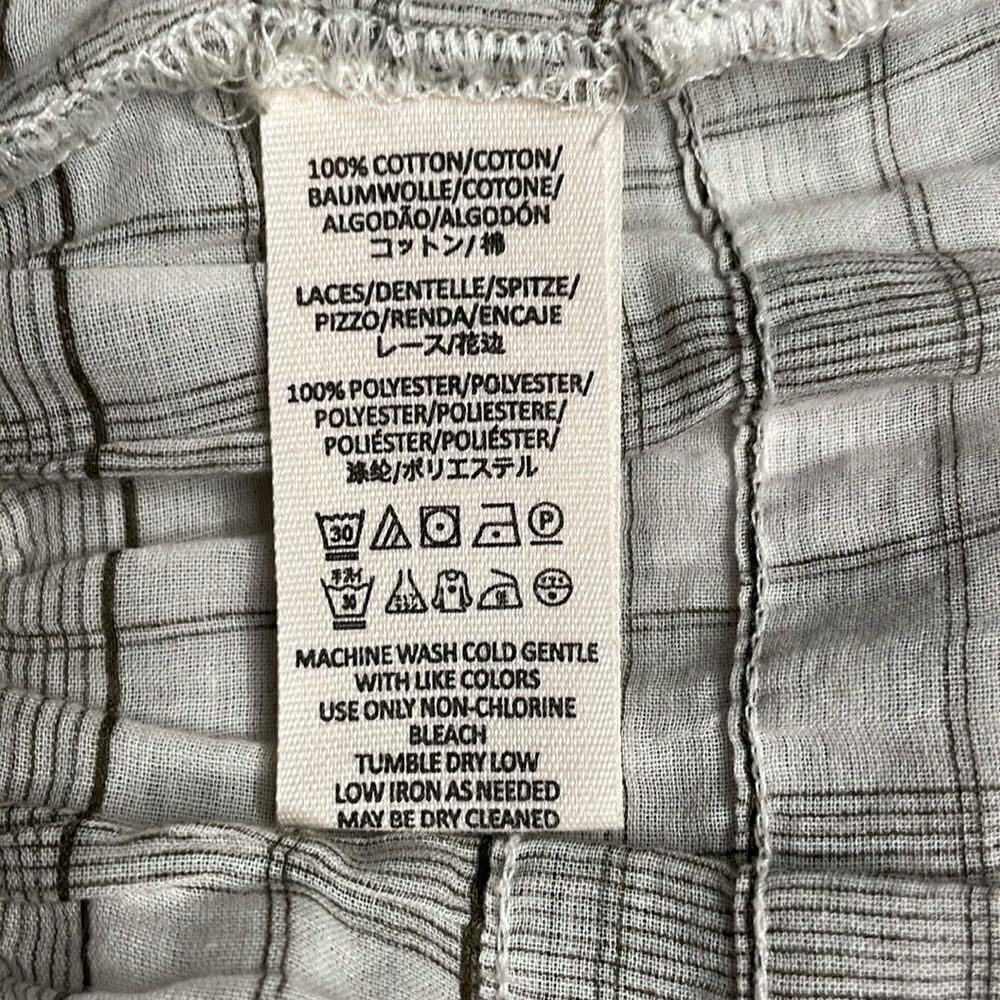 100% COTTON/COTON/
BAUMWOLLE/COTONE/
ALGODÃO/ALGODÓN
コットン/棉
LACES/DENTELLE/SPITZE/
PIZZO/RENDA/ENCAJE
レース/花边
100% POLYESTER/POLYESTER/
POLYESTER/POLIESTERE/
POLIÉSTER/POLIÉSTER/
涤纶/ポリエステル
30 P
30
MACHINE WASH COLD GENTLE
WITH LIKE COLORS
USE ONLY NON-CHLORINE
BLEACH
TUMBLE DRY LOW
LOW IRON AS NEEDED
MAY BE DRY CLEANED